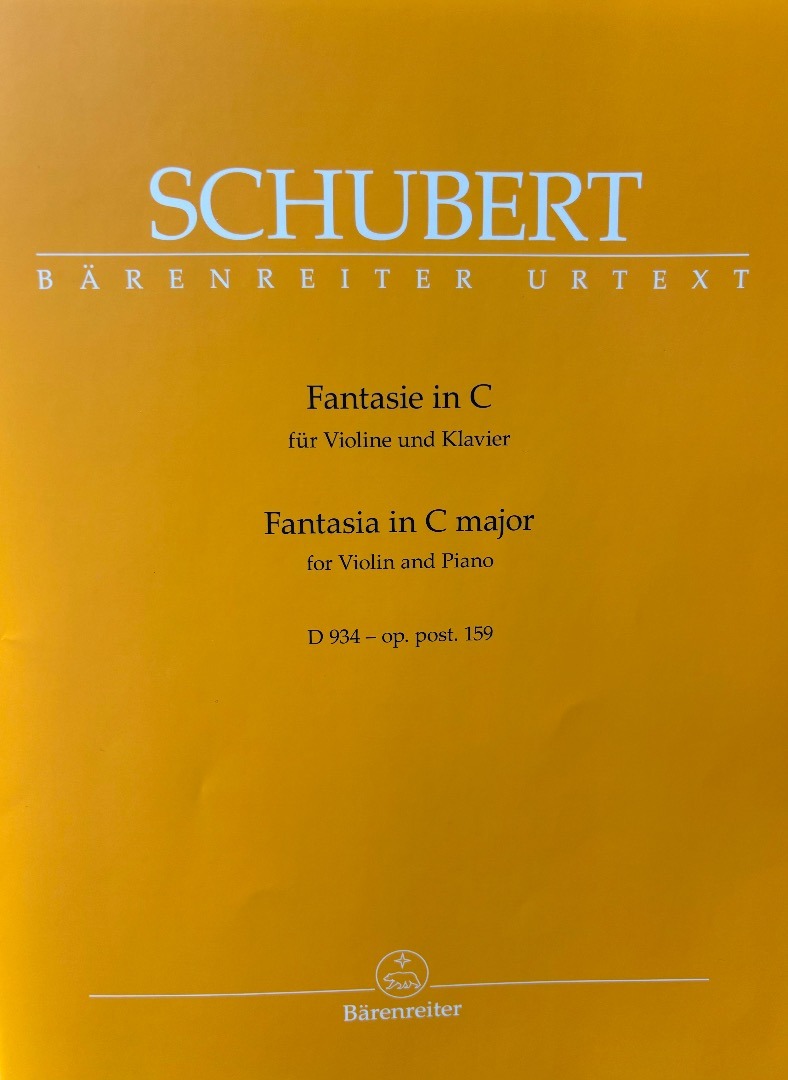 SCHUBERT
BÄRENREITER URTEXT
Fantasie in C
für Violine und Klavier
Fantasia in C major
for Violin and Piano
D 934 – op. post. 159
Bärenreiter